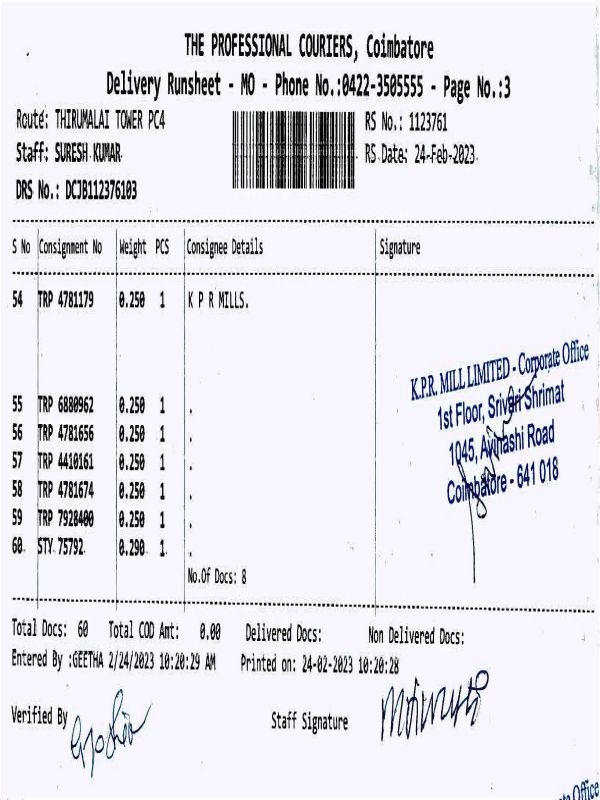 THE PROFESSIONAL COURIERS, Coimbatore
Delivery Runsheet - MO - Phone No.:0422-3505555 - Page No.:3
Route: THIRUMALAI TOWER PC4 RS No.: 1123761
Staff: SURESH KUMAR RS Date: 24-Feb-2023
DRS No.: DCJB112376103
S No Consignment No Weight PCS Consignee Details Signature
54 TRP 4781179 0.250 1 K P R MILLS.
K.P.R. MILL LIMITED - Corporate Office
1st Floor, Srivari Shrimat
1045, Avinashi Road
Coimbatore - 641 018
55 TRP 6880962 0.250 1 .
56 TRP 4781656 0.250 1 .
57 TRP 4410161 0.250 1 .
58 TRP 4781674 0.250 1 .
59 TRP 7928400 0.250 1 .
60 STY 75792 0.290 1 .
No.Of Docs: 8
Total Docs: 60 Total COD Amt: 0.00 Delivered Docs: Non Delivered Docs:
Entered By :GEETHA 2/24/2023 10:20:29 AM Printed on: 24-02-2023 10:20:28
Verified By Staff Signature
Office